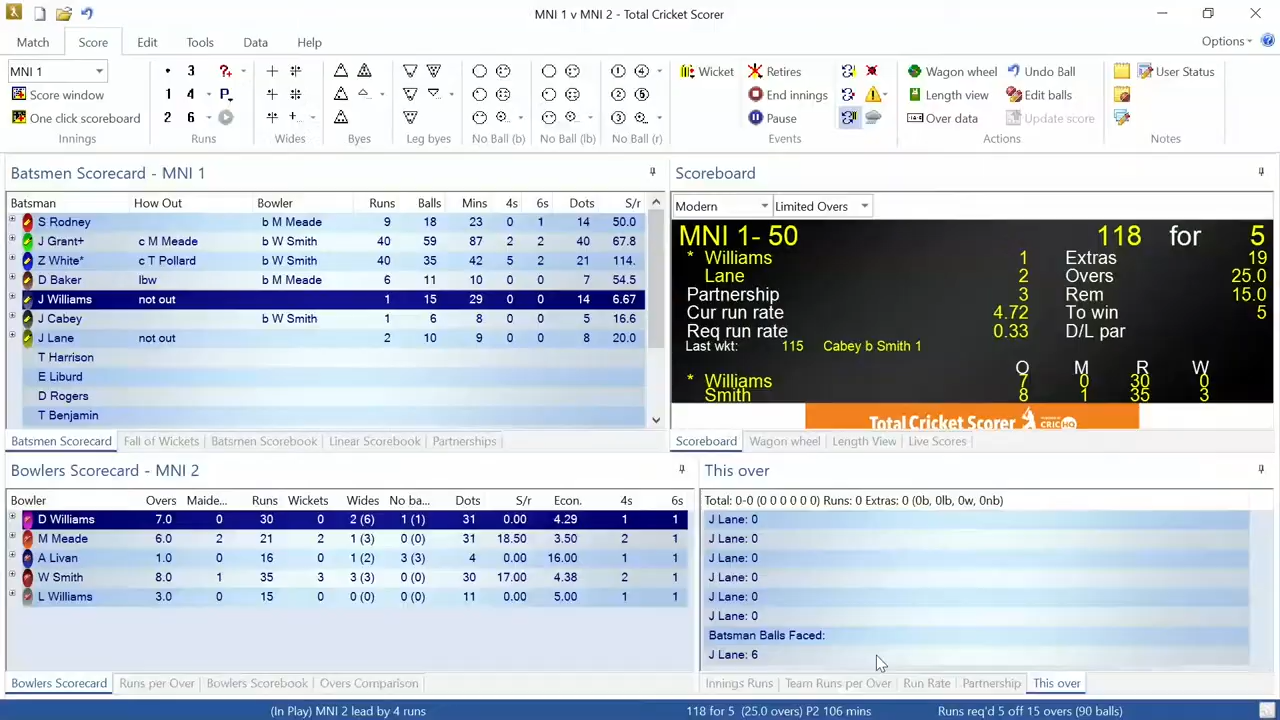 MNI 1 v MNI 2 - Total Cricket Scorer
Match Score Edit Tools Data Help Options
MNI 1 Score window One click scoreboard Innings
• 3 ?+ 1 4 P 2 6 Runs
Wides Byes Leg byes No Ball (b) No Ball (lb) No Ball (r)
Wicket Retires End innings Pause Events
Wagon wheel Undo Ball Length view Edit balls Over data Update score Actions
User Status Notes
Batsmen Scorecard - MNI 1
Batsman How Out Bowler Runs Balls Mins 4s 6s Dots S/r
S Rodney b M Meade 9 18 23 0 1 14 50.0
J Grant+ c M Meade b W Smith 40 59 87 2 2 40 67.8
Z White* c T Pollard b W Smith 40 35 42 5 2 21 114.
D Baker lbw b M Meade 6 11 10 0 0 7 54.5
J Williams not out 1 15 29 0 0 14 6.67
J Cabey b W Smith 1 6 8 0 0 5 16.6
J Lane not out 2 10 9 0 0 8 20.0
T Harrison
E Liburd
D Rogers
T Benjamin
Batsmen Scorecard Fall of Wickets Batsmen Scorebook Linear Scorebook Partnerships
Scoreboard
Modern Limited Overs
MNI 1- 50 118 for 5
* Williams 1 Extras 19
Lane 2 Overs 25.0
Partnership 3 Rem 15.0
Cur run rate 4.72 To win 5
Req run rate 0.33 D/L par
Last wkt: 115 Cabey b Smith 1
O M R W
* Williams 7 0 30 0
Smith 8 1 35 3
Total Cricket Scorer POWERED BY CRIC HQ
Scoreboard Wagon wheel Length View Live Scores
Bowlers Scorecard - MNI 2
Bowler Overs Maide... Runs Wickets Wides No ba... Dots S/r Econ. 4s 6s
D Williams 7.0 0 30 0 2 (6) 1 (1) 31 0.00 4.29 1 1
M Meade 6.0 2 21 2 1 (3) 0 (0) 31 18.50 3.50 2 1
A Livan 1.0 0 16 0 1 (2) 3 (3) 4 0.00 16.00 1 1
W Smith 8.0 1 35 3 3 (3) 0 (0) 30 17.00 4.38 2 1
L Williams 3.0 0 15 0 0 (0) 0 (0) 11 0.00 5.00 1 1
Bowlers Scorecard Runs per Over Bowlers Scorebook Overs Comparison
This over
Total: 0-0 (0 0 0 0 0 0) Runs: 0 Extras: 0 (0b, 0lb, 0w, 0nb)
J Lane: 0
J Lane: 0
J Lane: 0
J Lane: 0
J Lane: 0
J Lane: 0
Batsman Balls Faced:
J Lane: 6
Innings Runs Team Runs per Over Run Rate Partnership This over
(In Play) MNI 2 lead by 4 runs 118 for 5 (25.0 overs) P2 106 mins Runs req'd 5 off 15 overs (90 balls)